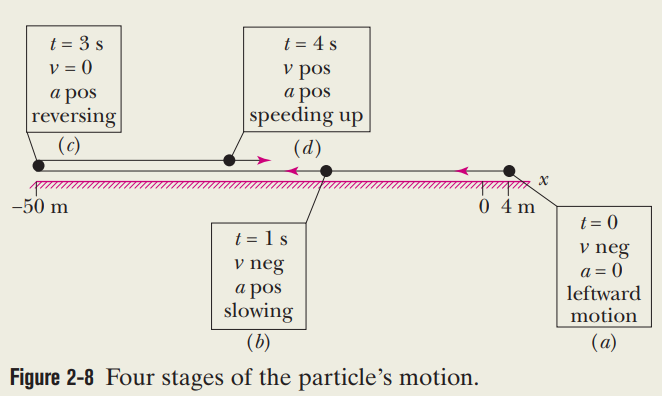 t = 3 s
v = 0
a pos
reversing
(c)
t = 4 s
v pos
a pos
speeding up
(d)
x
–50 m
0 4 m
t = 1 s
v neg
a pos
slowing
(b)
t = 0
v neg
a = 0
leftward
motion
(a)
Figure 2-8 Four stages of the particle's motion.